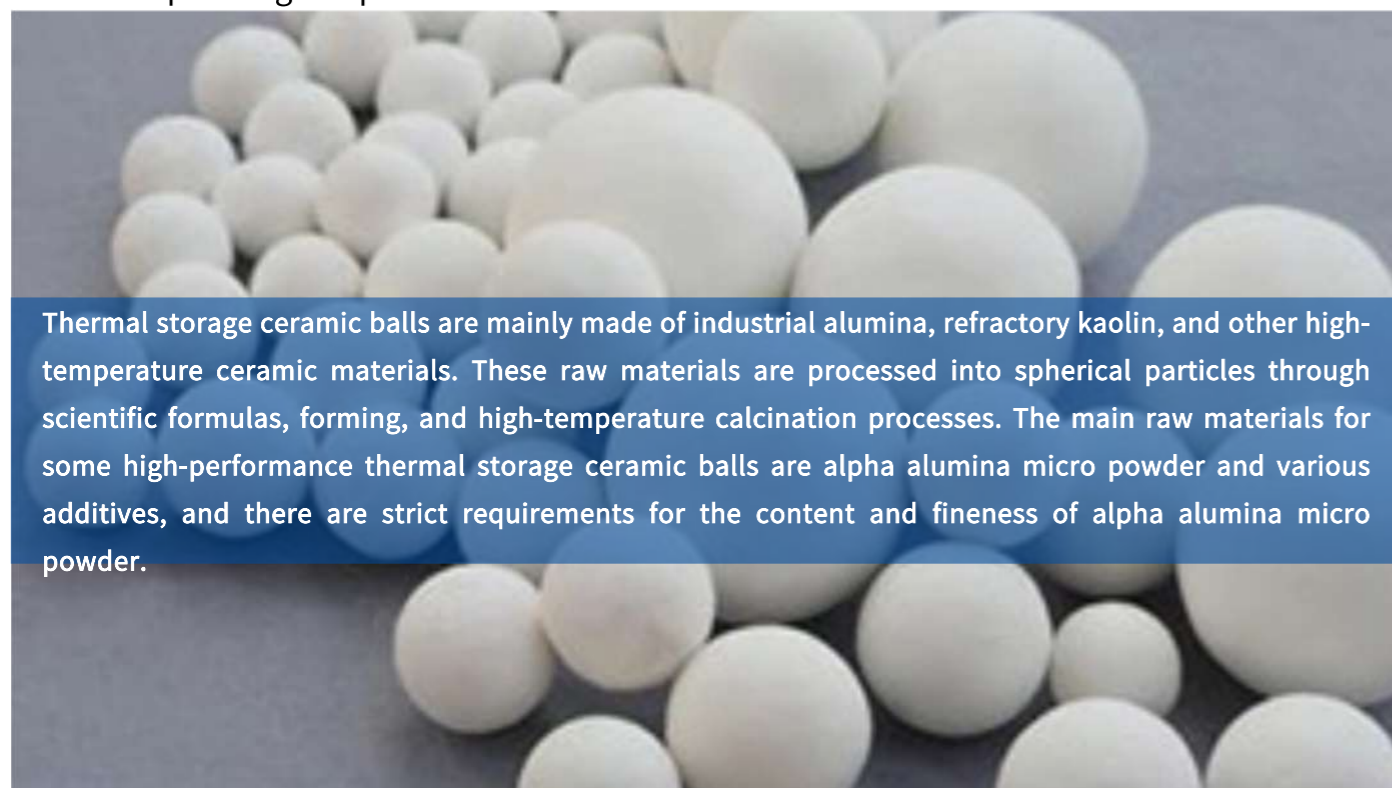 Thermal storage ceramic balls are mainly made of industrial alumina, refractory kaolin, and other high-
temperature ceramic materials. These raw materials are processed into spherical particles through
scientific formulas, forming, and high-temperature calcination processes. The main raw materials for
some high-performance thermal storage ceramic balls are alpha alumina micro powder and various
additives, and there are strict requirements for the content and fineness of alpha alumina micro
powder.